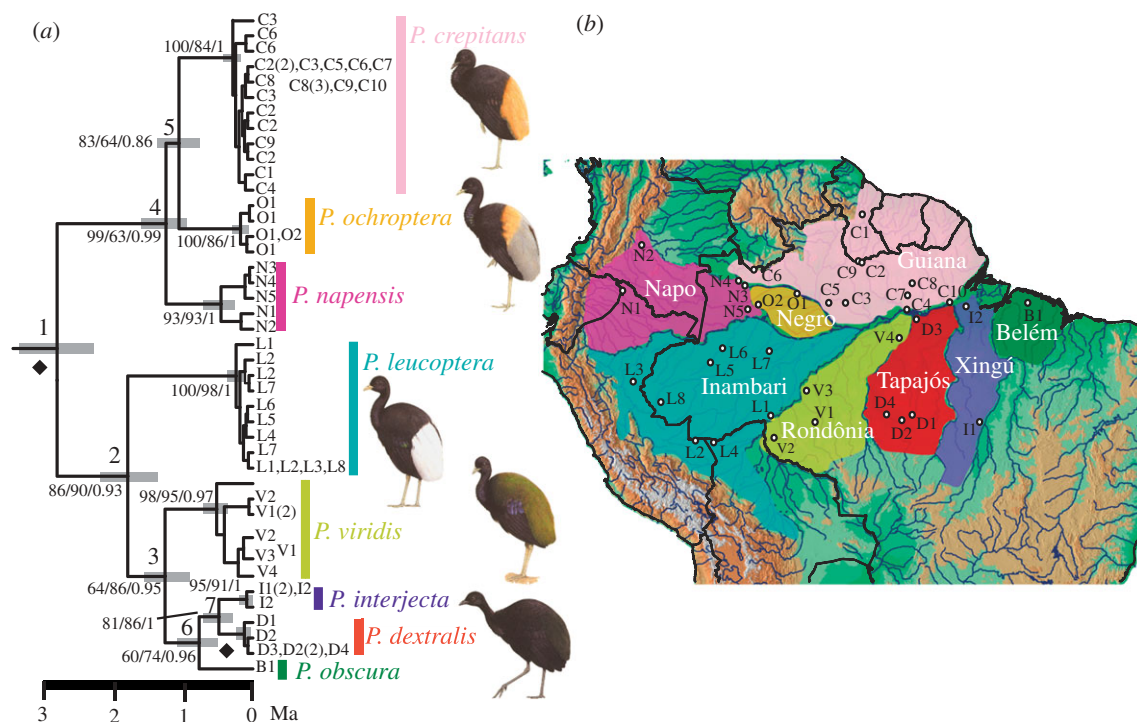 (a)
C3
C6
C6
100/84/1
C2(2),C3,C5,C6,C7
C8
C8(3),C9,C10
C3
C2
C2
C9
C2
C1
C4
P. crepitans
5
83/64/0.86
O1
O1
O1,O2
O1
100/86/1
P. ochroptera
4
99/63/0.99
N3
N4
N5
N1
N2
93/93/1
P. napensis
1
L1
L2
L2
L7
L6
L5
L4
L7
L1,L2,L3,L8
100/98/1
P. leucoptera
2
86/90/0.93
98/95/0.97
V2
V1(2)
V2
V3 V1
V4
P. viridis
3
64/86/0.95
95/91/1
I1(2),I2
I2
P. interjecta
7
81/86/1
D1
D2
D3,D2(2),D4
P. dextralis
6
60/74/0.96
B1
P. obscura
3 2 1 0 Ma
(b)
C1
N2
C6
C9 C2
Guiana
N4
N3
C8
C7
C10
N1
Napo
N5
O2 O1
C5 C3
C4
I2
B1
Negro
D3
Belém
V4
Xingú
L6
L7
L5
L3
Inambari
Tapajós
V3
L8
D4
L1
V1
D1
D2
I1
Rondônia
V2
L2 L4